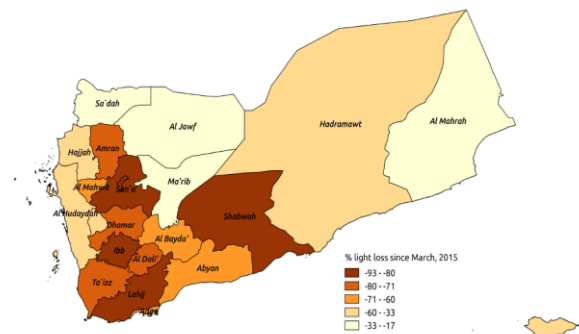 Sa`dah
Al Jawf
Hadramawt
Al Mahrah
Hajjah
Amran
Al Mahwit
San`a
Ma'rib
Al Hudaydah
Dhamar
Shabwah
Ibb
Al Bayda'
Al Dali'
Abyan
Ta`izz
Lahij
% light loss since March, 2015
-93 --80
-80 --71
-71 --60
-60 --33
-33 --17